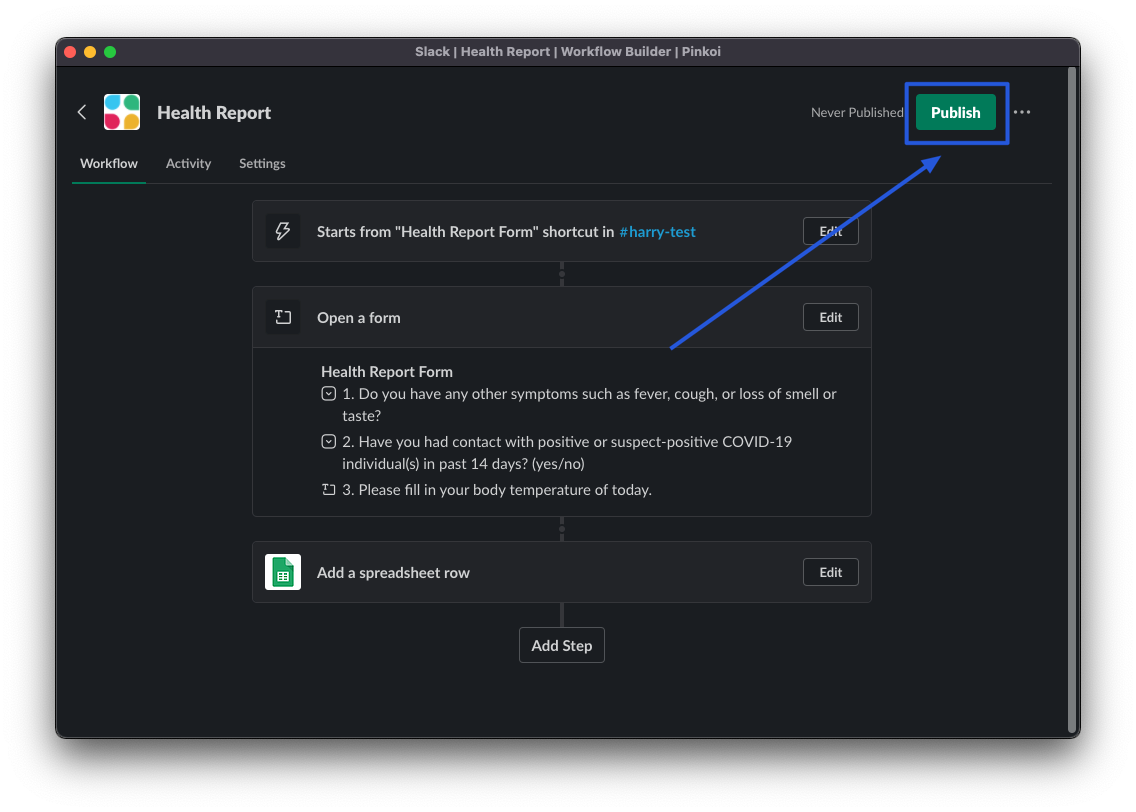 Slack | Health Report | Workflow Builder | Pinkoi
Health Report
Never Published
Publish
Workflow Activity Settings
Starts from "Health Report Form" shortcut in #harry-test
Edit
Open a form
Edit
Health Report Form
1. Do you have any other symptoms such as fever, cough, or loss of smell or
taste?
2. Have you had contact with positive or suspect-positive COVID-19
individual(s) in past 14 days? (yes/no)
3. Please fill in your body temperature of today.
Add a spreadsheet row
Edit
Add Step